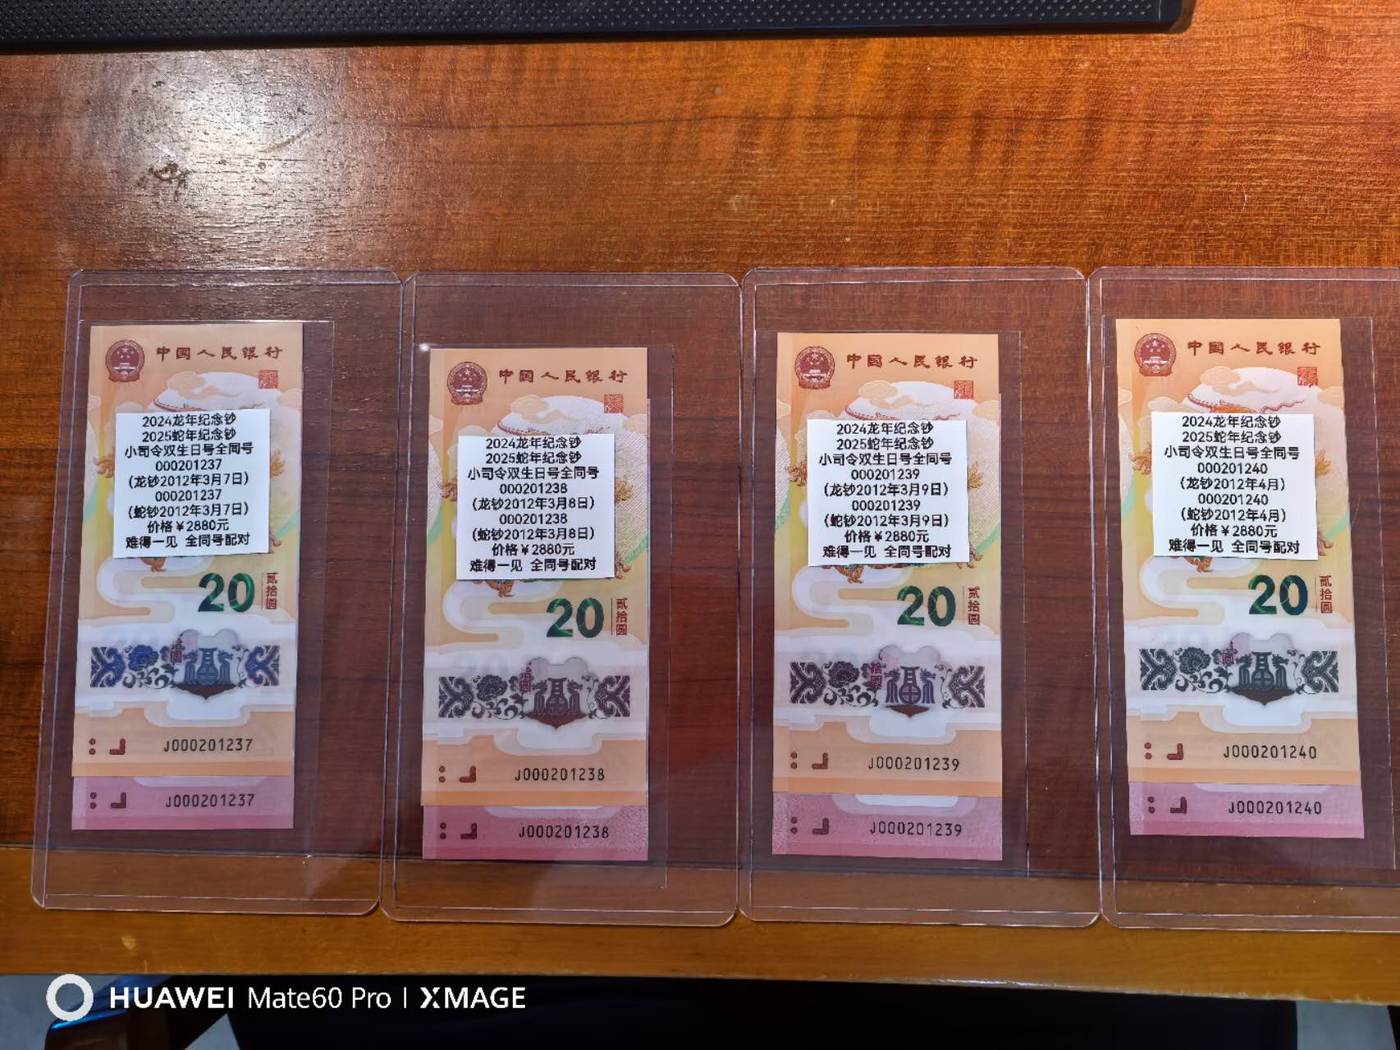 中国人民银行
2024龙年纪念钞
2025蛇年纪念钞
小司令双生日号全同号
000201237
(龙钞2012年3月7日)
000201237
(蛇钞2012年3月7日)
价格￥2880元
难得一见 全同号配对
20
贰拾圆
J000201237
J000201237
中国人民银行
2024龙年纪念钞
2025蛇年纪念钞
小司令双生日号全同号
000201238
(龙钞2012年3月8日)
000201238
(蛇钞2012年3月8日)
价格￥2880元
难得一见 全同号配对
20
贰拾圆
J000201238
J000201238
中国人民银行
2024龙年纪念钞
2025蛇年纪念钞
小司令双生日号全同号
000201239
(龙钞2012年3月9日)
000201239
(蛇钞2012年3月9日)
价格￥2880元
难得一见 全同号配对
20
贰拾圆
J000201239
J000201239
中国人民银行
2024龙年纪念钞
2025蛇年纪念钞
小司令双生日号全同号
000201240
(龙钞2012年4月)
000201240
(蛇钞2012年4月)
价格￥2880元
难得一见 全同号配对
20
贰拾圆
J000201240
J000201240
HUAWEI Mate60 Pro | XMAGE